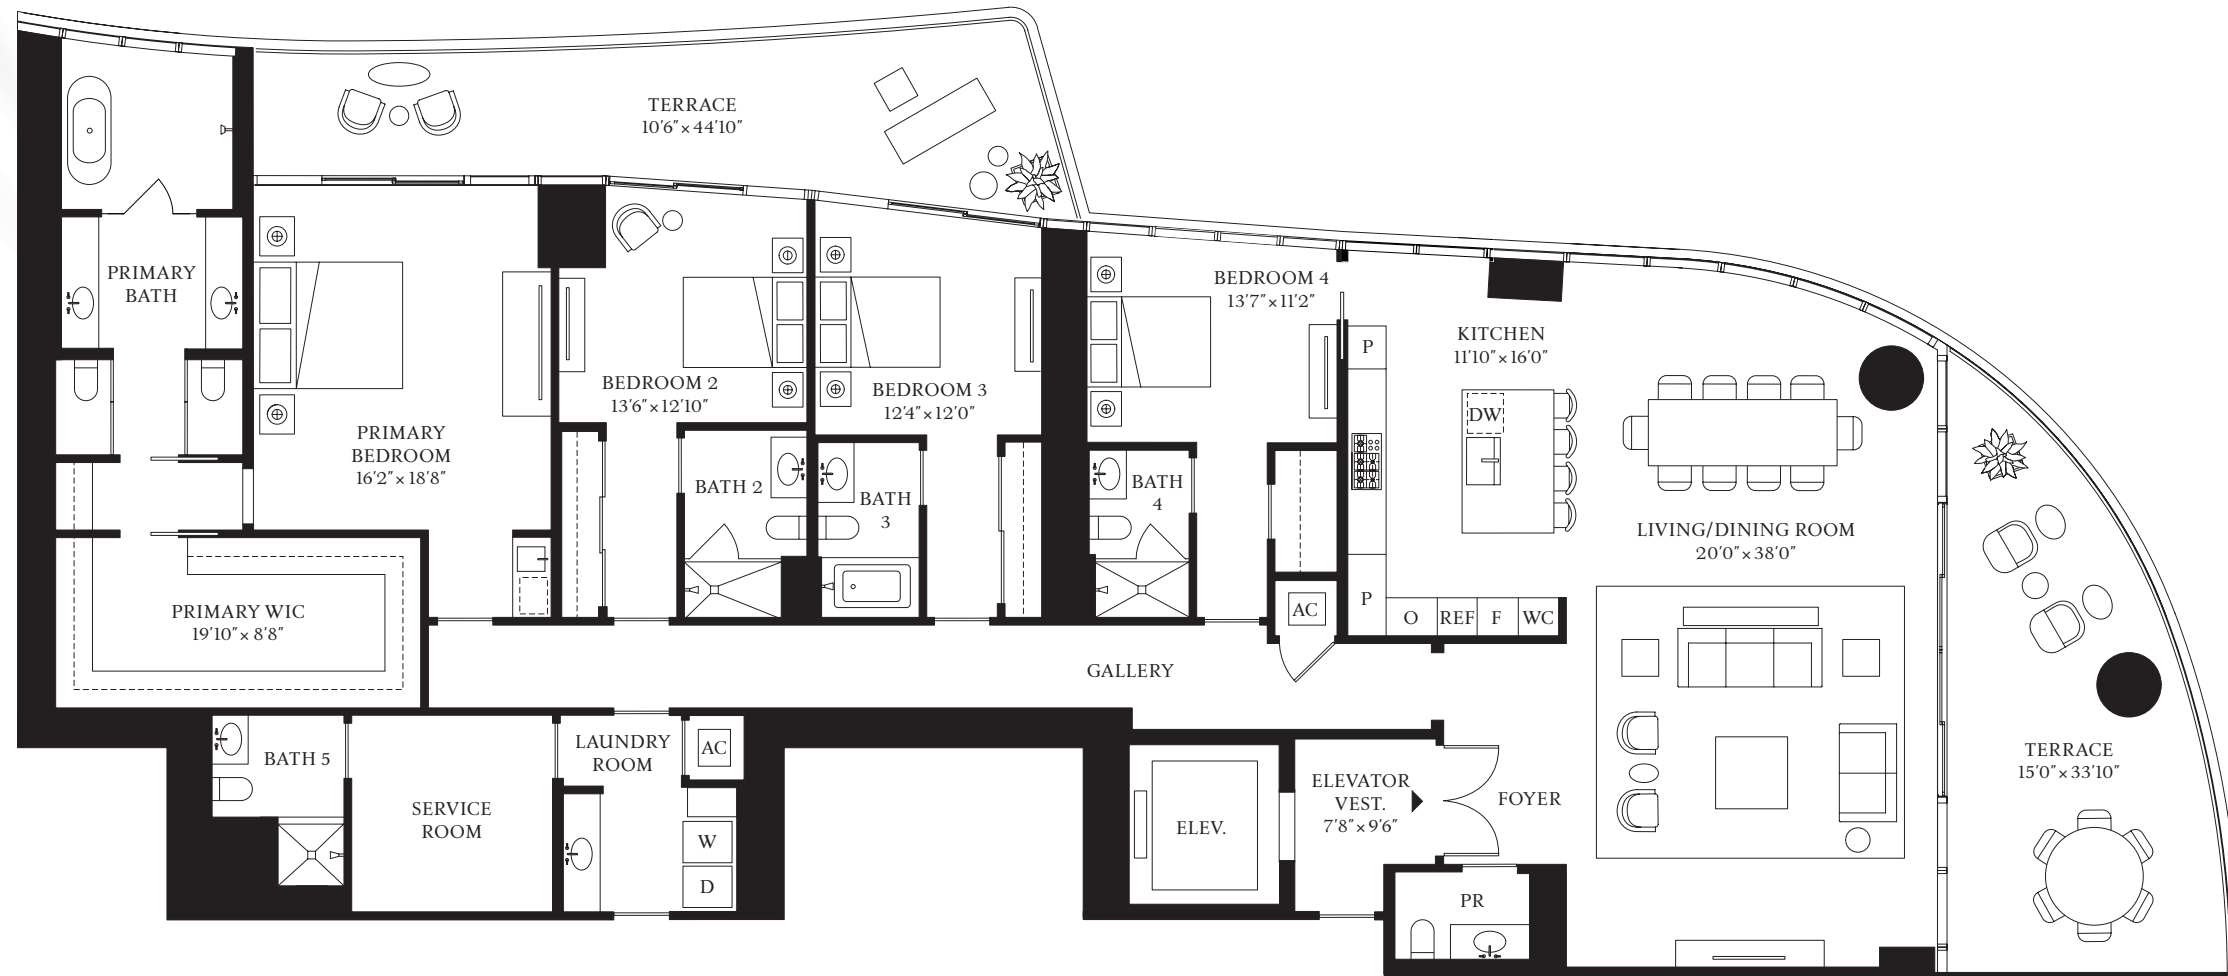 TERRACE
10'6" × 44'10"
PRIMARY
BATH
BEDROOM 4
13'7" × 11'2"
KITCHEN
11'10" × 16'0"
P
DW
BEDROOM 2
13'6" × 12'10"
BEDROOM 3
12'4" × 12'0"
PRIMARY
BEDROOM
16'2" × 18'8"
BATH 2
BATH
3
BATH
4
LIVING/DINING ROOM
20'0" × 38'0"
PRIMARY WIC
19'10" × 8'8"
AC
P
O
REF
F
WC
GALLERY
BATH 5
LAUNDRY
ROOM
AC
SERVICE
ROOM
W
D
ELEV.
ELEVATOR
VEST.
7'8" × 9'6"
FOYER
TERRACE
15'0" × 33'10"
PR